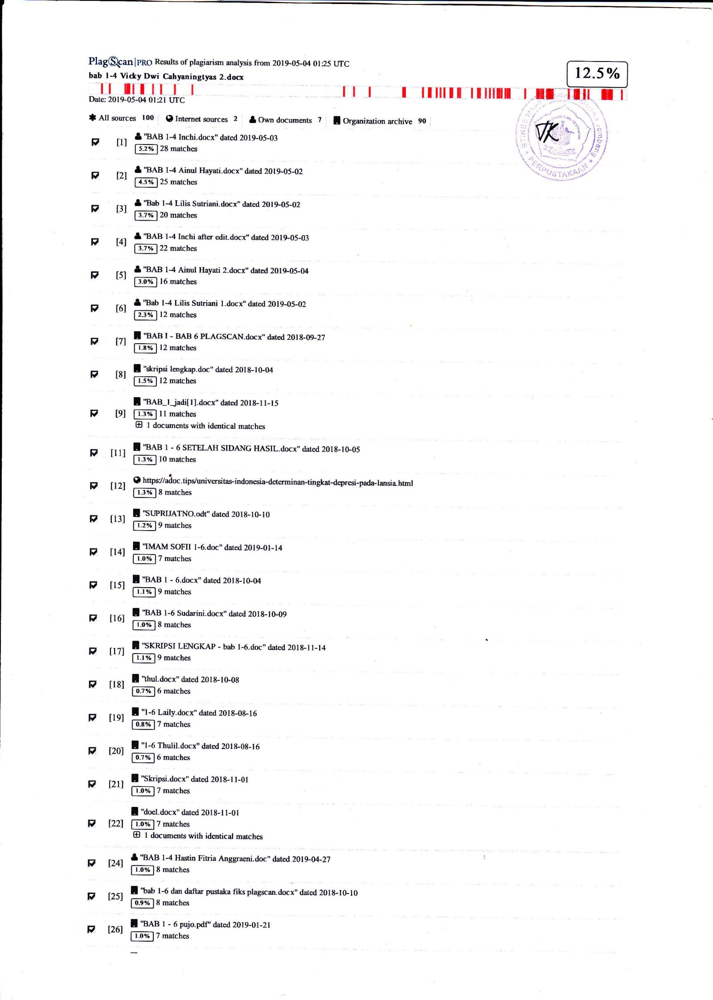 PlagScan|PRO Results of plagiarism analysis from 2019-05-04 01:25 UTC
12.5%
bab 1-4 Vicky Dwi Cahyaningtyas 2.docx
Date: 2019-05-04 01:21 UTC
All sources 100 Internet sources 2 Own documents 7 Organization archive 90
Jombang
PERPUSTAKAAN
[1] "BAB 1-4 Inchi.docx" dated 2019-05-03
5.2% 28 matches
[2] "BAB 1-4 Ainul Hayati.docx" dated 2019-05-02
4.5% 25 matches
[3] "Bab 1-4 Lilis Sutriani.docx" dated 2019-05-02
3.7% 20 matches
[4] "BAB 1-4 Inchi after edit.docx" dated 2019-05-03
3.7% 22 matches
[5] "BAB 1-4 Ainul Hayati 2.docx" dated 2019-05-04
3.0% 16 matches
[6] "Bab 1-4 Lilis Sutriani 1.docx" dated 2019-05-02
2.3% 12 matches
[7] "BAB I - BAB 6 PLAGSCAN.docx" dated 2018-09-27
1.8% 12 matches
[8] "skripsi lengkap.doc" dated 2018-10-04
1.5% 12 matches
[9] "BAB_1_jadi[1].docx" dated 2018-11-15
1.3% 11 matches
1 documents with identical matches
[11] "BAB 1 - 6 SETELAH SIDANG HASIL.docx" dated 2018-10-05
1.3% 10 matches
[12] https://adoc.tips/universitas-indonesia-determinan-tingkat-depresi-pada-lansia.html
1.3% 8 matches
[13] "SUPRIJATNO.odt" dated 2018-10-10
1.2% 9 matches
[14] "IMAM SOFII 1-6.doc" dated 2019-01-14
1.0% 7 matches
[15] "BAB 1 - 6.docx" dated 2018-10-04
1.1% 9 matches
[16] "BAB 1-6 Sudarini.docx" dated 2018-10-09
1.0% 8 matches
[17] "SKRIPSI LENGKAP - bab 1-6.doc" dated 2018-11-14
1.1% 9 matches
[18] "thul.docx" dated 2018-10-08
0.7% 6 matches
[19] "1-6 Laily.docx" dated 2018-08-16
0.8% 7 matches
[20] "1-6 Thulil.docx" dated 2018-08-16
0.7% 6 matches
[21] "Skripsi.docx" dated 2018-11-01
1.0% 7 matches
[22] "doel.docx" dated 2018-11-01
1.0% 7 matches
1 documents with identical matches
[24] "BAB 1-4 Hastin Fitria Anggraeni.doc" dated 2019-04-27
1.0% 8 matches
[25] "bab 1-6 dan daftar pustaka fiks plagscan.docx" dated 2018-10-10
0.9% 8 matches
[26] "BAB 1 - 6 pujo.pdf" dated 2019-01-21
1.0% 7 matches